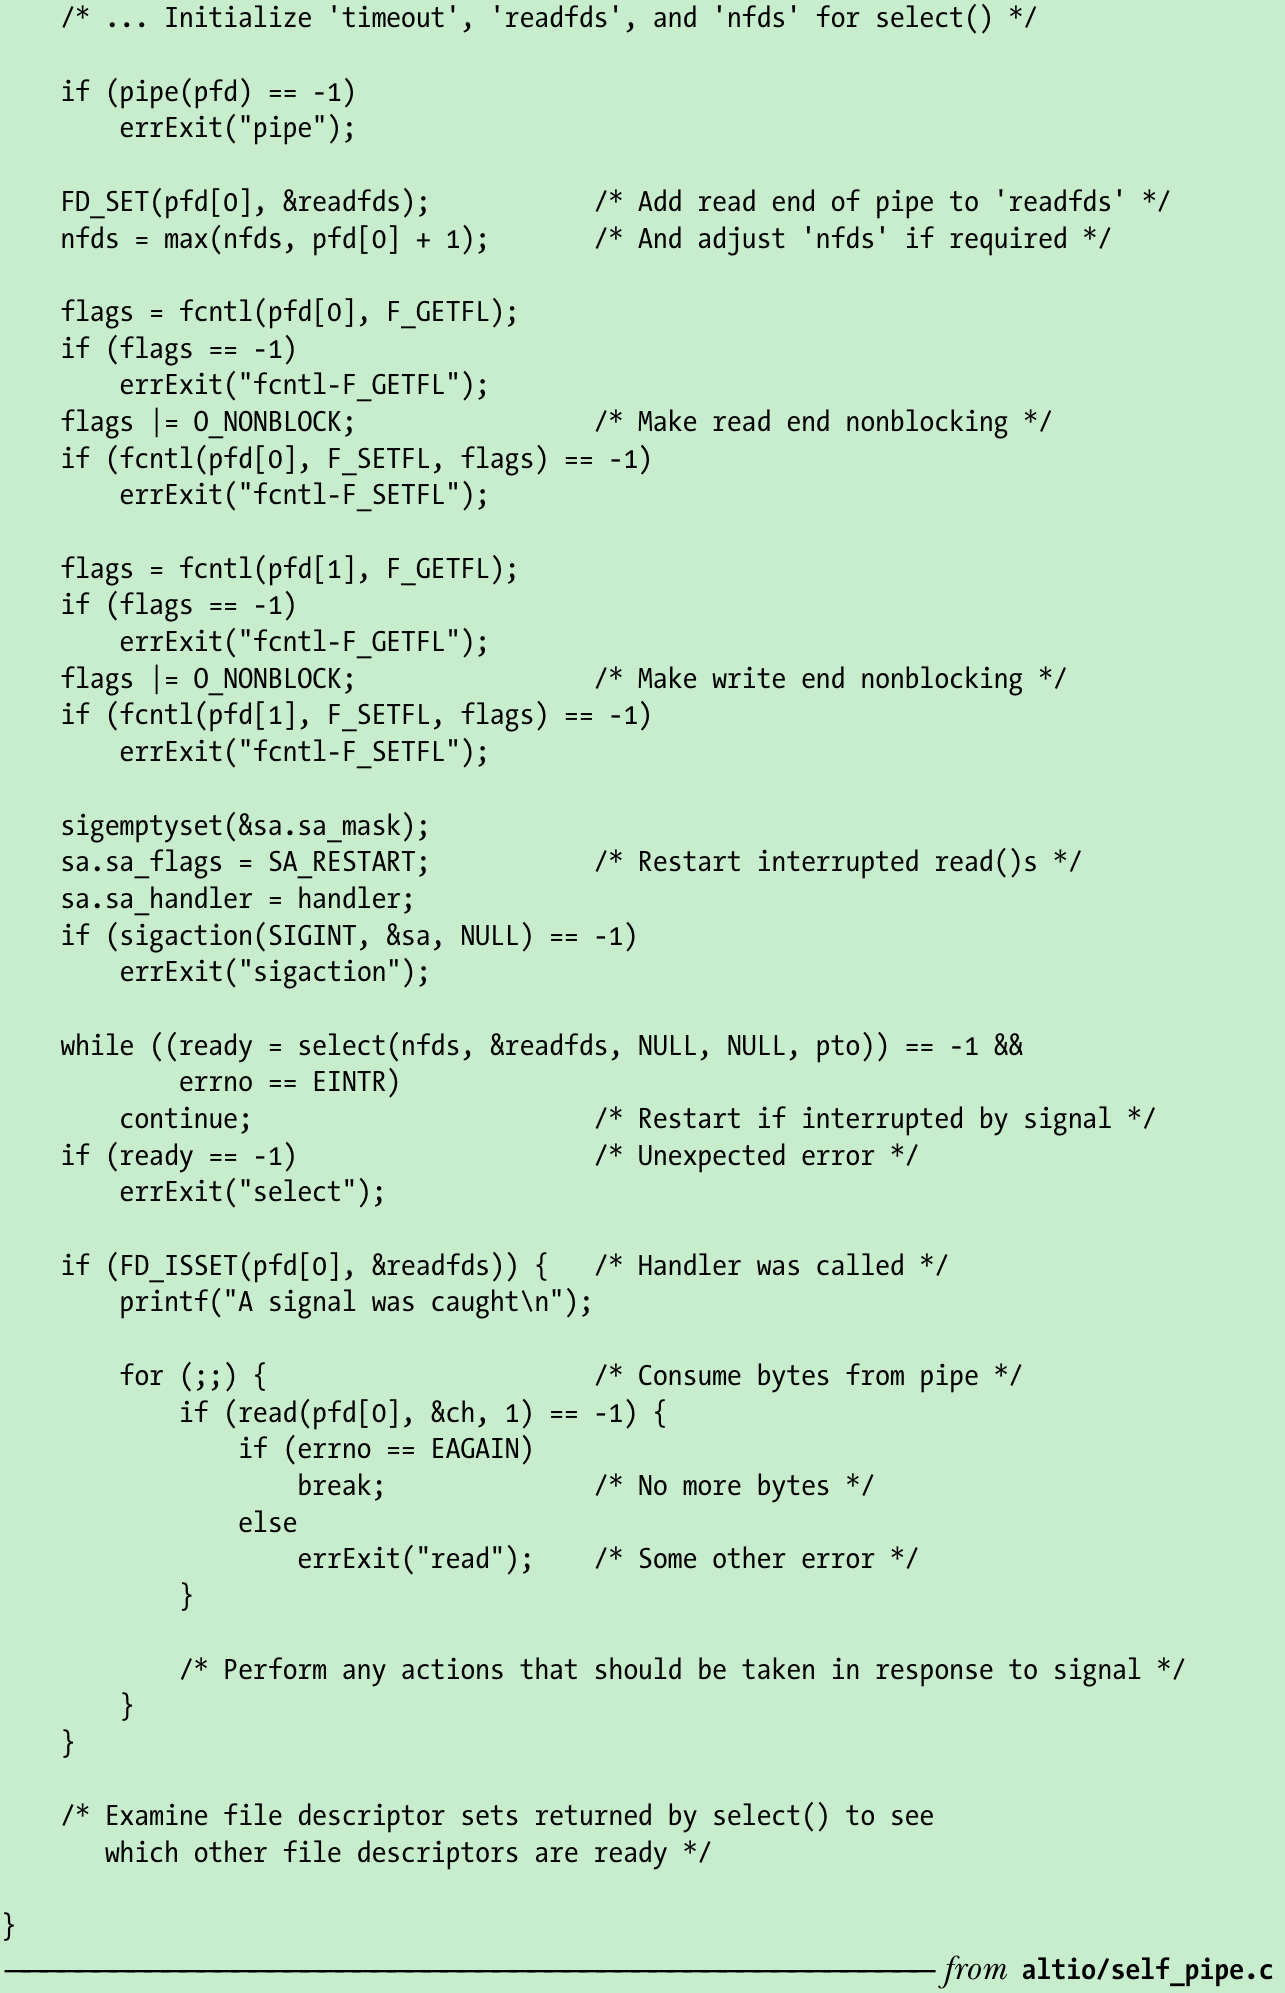 /* ... Initialize 'timeout', 'readfds', and 'nfds' for select() */
if (pipe(pfd) == -1)
errExit("pipe");
FD_SET(pfd[0], &readfds); /* Add read end of pipe to 'readfds' */
nfds = max(nfds, pfd[0] + 1); /* And adjust 'nfds' if required */
flags = fcntl(pfd[0], F_GETFL);
if (flags == -1)
errExit("fcntl-F_GETFL");
flags |= O_NONBLOCK; /* Make read end nonblocking */
if (fcntl(pfd[0], F_SETFL, flags) == -1)
errExit("fcntl-F_SETFL");
flags = fcntl(pfd[1], F_GETFL);
if (flags == -1)
errExit("fcntl-F_GETFL");
flags |= O_NONBLOCK; /* Make write end nonblocking */
if (fcntl(pfd[1], F_SETFL, flags) == -1)
errExit("fcntl-F_SETFL");
sigemptyset(&sa.sa_mask);
sa.sa_flags = SA_RESTART; /* Restart interrupted read()s */
sa.sa_handler = handler;
if (sigaction(SIGINT, &sa, NULL) == -1)
errExit("sigaction");
while ((ready = select(nfds, &readfds, NULL, NULL, pto)) == -1 &&
errno == EINTR)
continue; /* Restart if interrupted by signal */
if (ready == -1) /* Unexpected error */
errExit("select");
if (FD_ISSET(pfd[0], &readfds)) { /* Handler was called */
printf("A signal was caught\n");
for (;;) { /* Consume bytes from pipe */
if (read(pfd[0], &ch, 1) == -1) {
if (errno == EAGAIN)
break; /* No more bytes */
else
errExit("read"); /* Some other error */
}
/* Perform any actions that should be taken in response to signal */
}
}
/* Examine file descriptor sets returned by select() to see
which other file descriptors are ready */
}
from altio/self_pipe.c